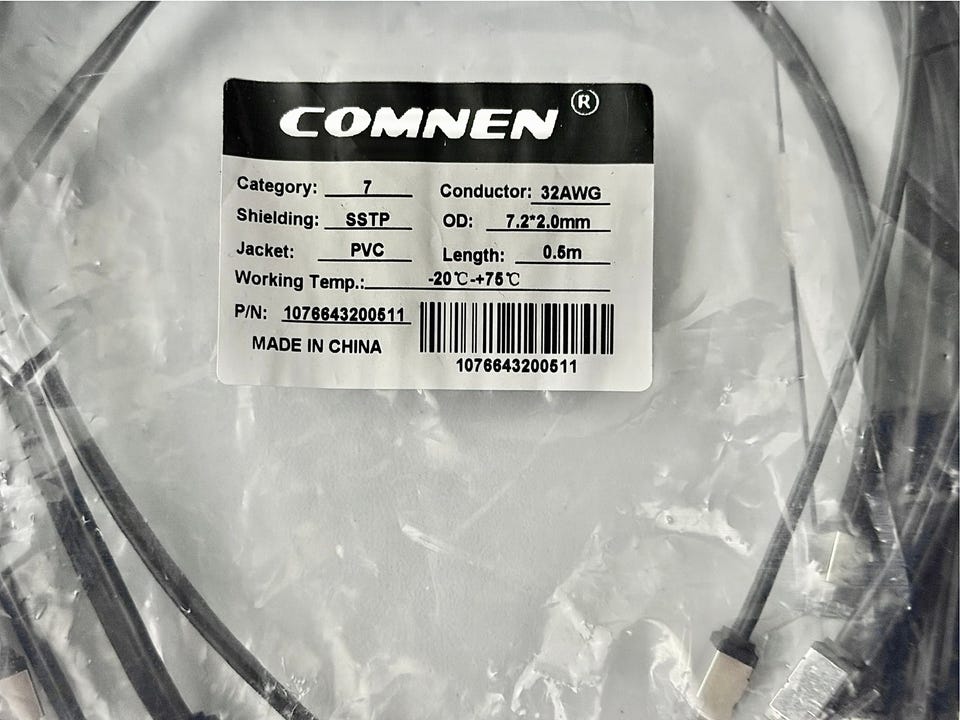 COMNEN ®
Category: 7 Conductor: 32AWG
Shielding: SSTP OD: 7.2*2.0mm
Jacket: PVC Length: 0.5m
Working Temp.: -20℃-+75℃
P/N: 1076643200511
MADE IN CHINA
1076643200511